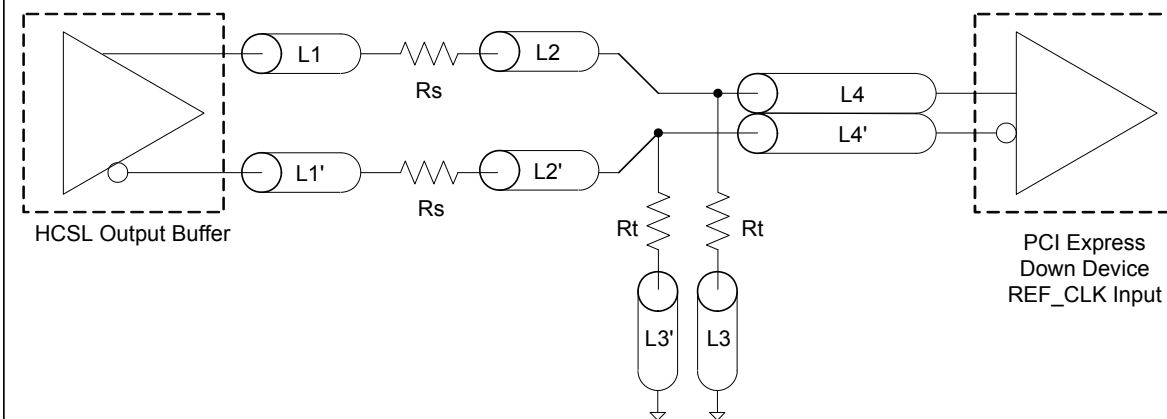 L1
Rs
L2
L4
L4'
L1'
Rs
L2'
HCSL Output Buffer
Rt
Rt
L3'
L3
PCI Express
Down Device
REF_CLK Input